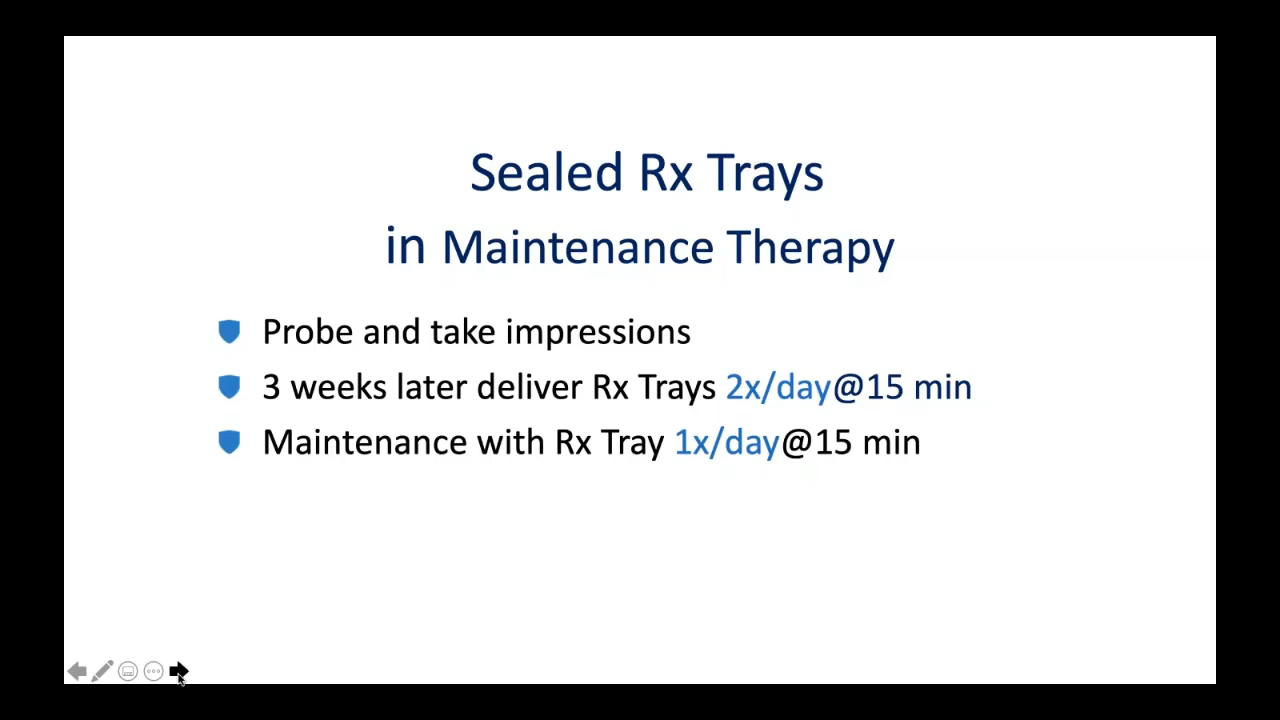 Sealed Rx Trays
in Maintenance Therapy
Probe and take impressions
3 weeks later deliver Rx Trays 2x/day@15 min
Maintenance with Rx Tray 1x/day@15 min